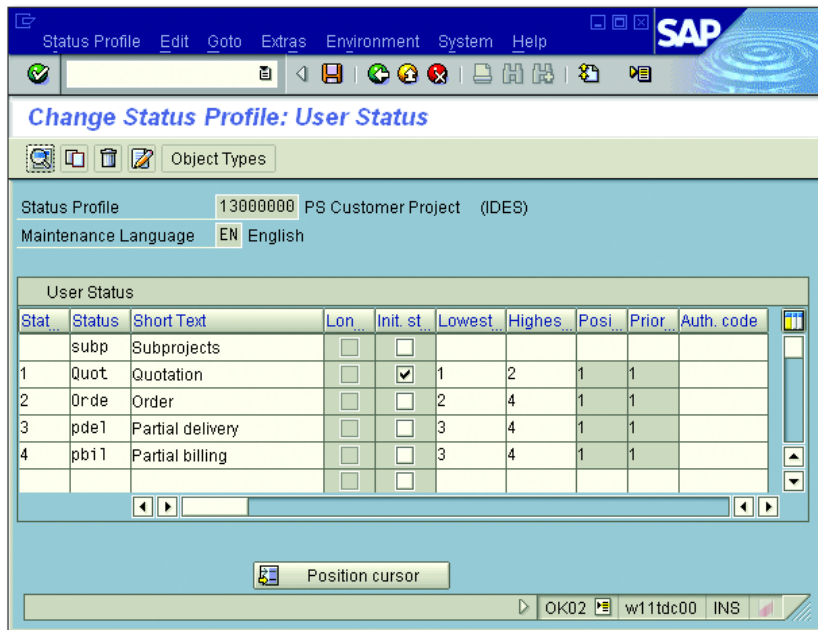 Status Profile Edit Goto Extras Environment System Help
SAP
Change Status Profile: User Status
Object Types
Status Profile 13000000 PS Customer Project (IDES)
Maintenance Language EN English
User Status
Stat... Status Short Text Lon... Init. st... Lowest... Highes... Posi... Prior... Auth. code
subp Subprojects
1 Quot Quotation 1 2 1 1
2 Orde Order 2 4 1 1
3 pdel Partial delivery 3 4 1 1
4 pbil Partial billing 3 4 1 1
Position cursor
OK02 w11tdc00 INS